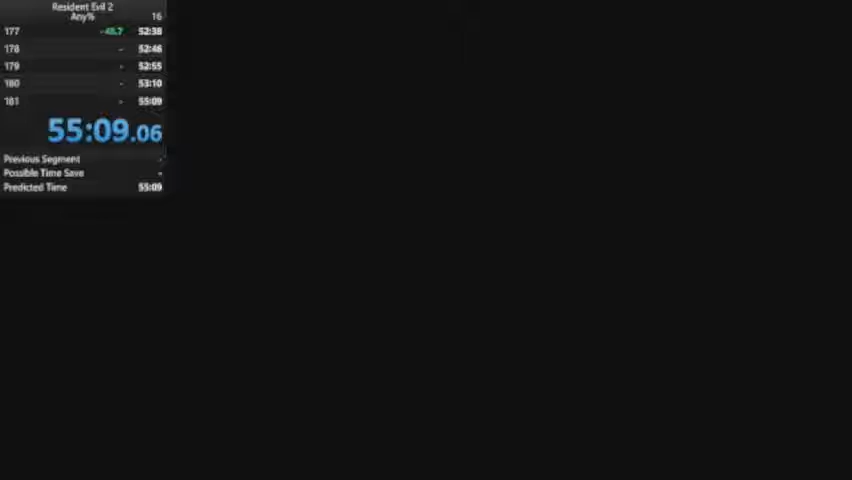 Resident Evil 2
Any% 16
177 -48.7 52:38
178 - 52:46
179 - 52:55
180 - 53:10
181 - 55:09
55:09.06
Previous Segment -
Possible Time Save -
Predicted Time 55:09